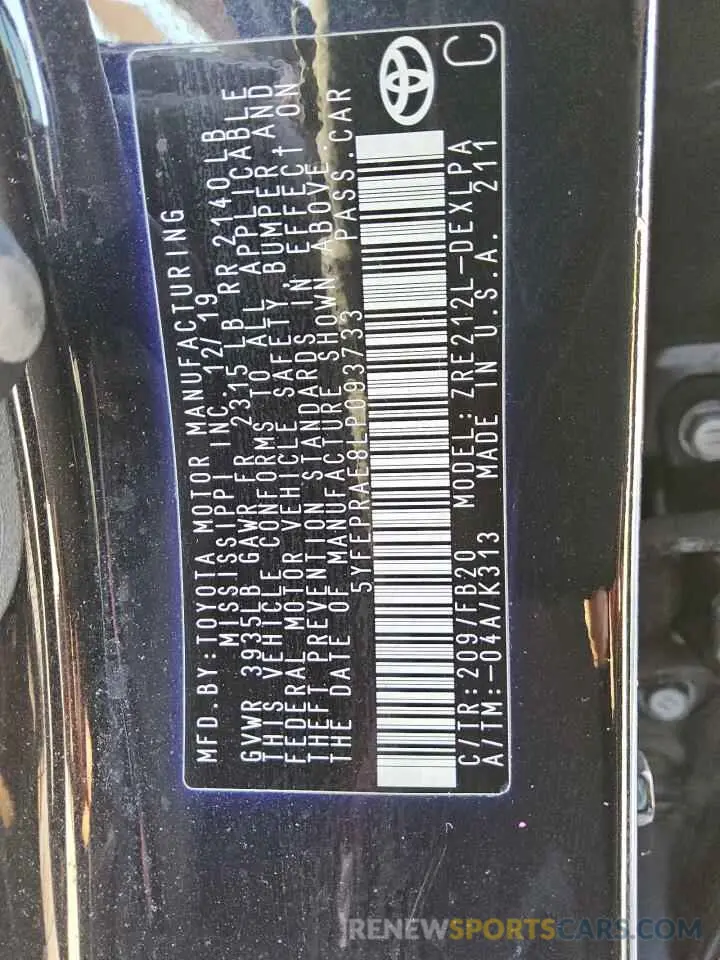 MFD.BY:TOYOTA MOTOR MANUFACTURING
MISSISSIPPI INC. 12/19
GVWR 3935LB GAWR FR 2315 LB RR 2140LB
THIS VEHICLE CONFORMS TO ALL APPLICABLE
FEDERAL MOTOR VEHICLE SAFETY, BUMPER, AND
THEFT PREVENTION STANDARDS IN EFFECT ON
THE DATE OF MANUFACTURE SHOWN ABOVE.
5YFEPRAE8LP093733 PASS.CAR
C/TR:209/FB20 MODEL:ZRE212L-DEXLPA
A/TM:-04A/K313 MADE IN U.S.A. 211
C
RENEWSPORTSCARS.COM